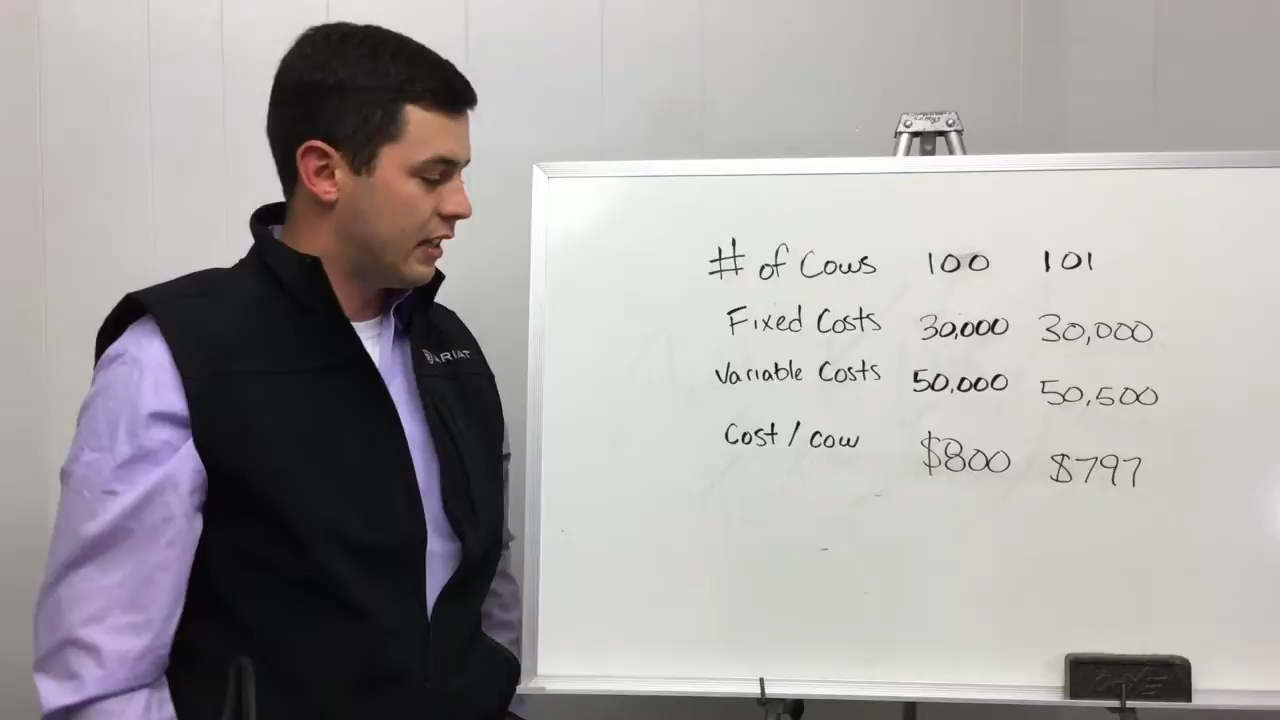 ARIAT
# of Cows 100 101
Fixed Costs 30,000 30,000
Variable Costs 50,000 50,500
Cost / cow $800 $797